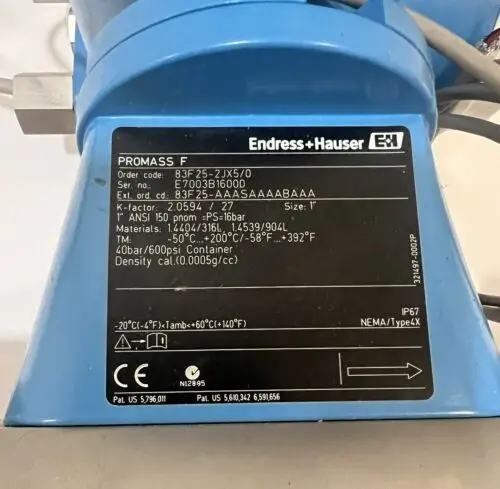 Endress+Hauser E+H
PROMASS F
Order code: 83F25-2JX5/0
Ser. no.: E7003B16000
Ext. ord. cd.: 83F25-AAASAAAABAAA
K-factor: 2.0594 / 27 Size: 1"
1" ANSI 150 pnom =PS=16bar
Materials: 1.4404/316L 1.4539/904L
TM: -50°C...+200°C/-58°F...+392°F
40bar/600psi Container
Density cal.(0.0005g/cc)
321497-0002P
IP67
-20°C(-4°F)<Tamb<+60°C(+140°F) NEMA/Type4X
i
CE N12895
Pat. US 5,796,011 Pat. US 5,610,342 6,591,656